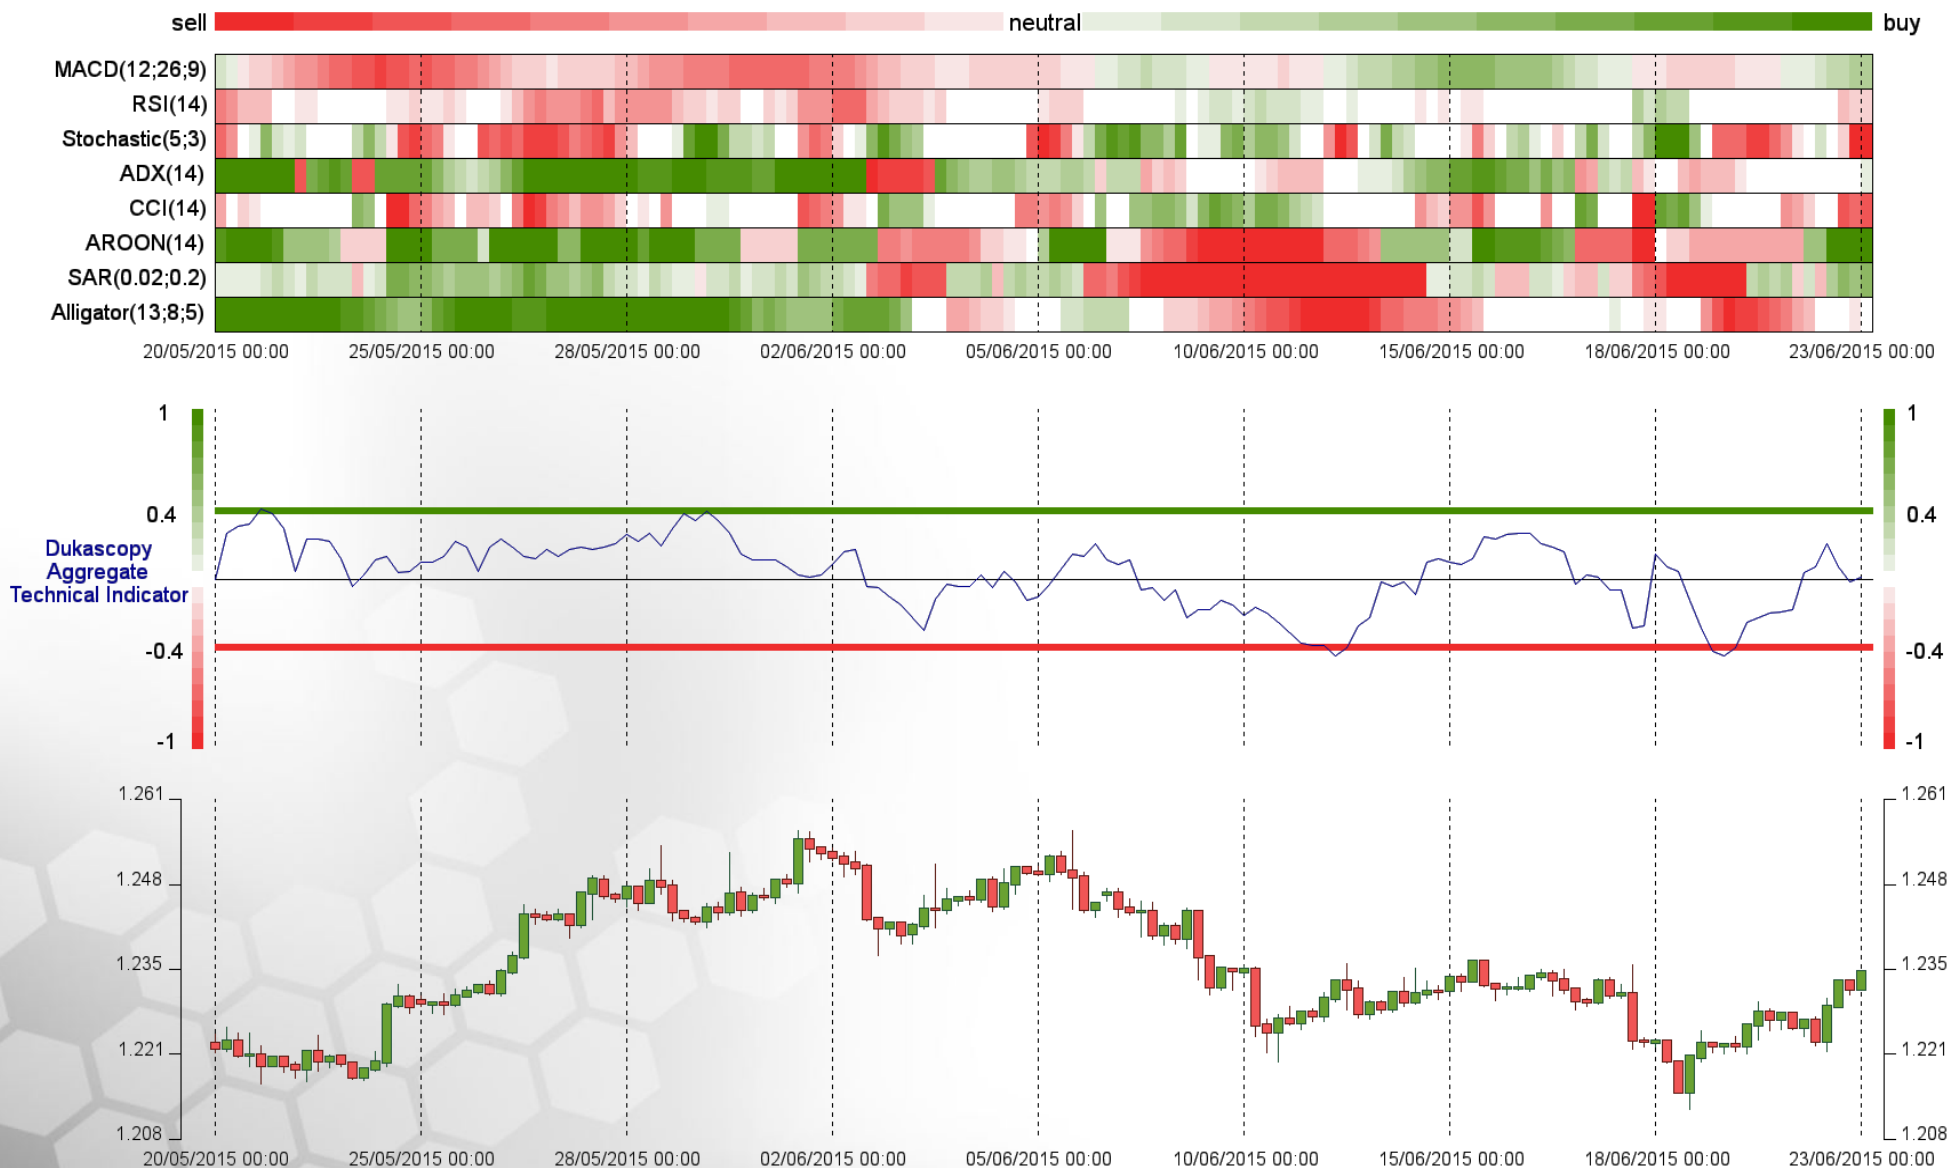 sell neutral buy
MACD(12;26;9)
RSI(14)
Stochastic(5;3)
ADX(14)
CCI(14)
AROON(14)
SAR(0.02;0.2)
Alligator(13;8;5)
20/05/2015 00:00 25/05/2015 00:00 28/05/2015 00:00 02/06/2015 00:00 05/06/2015 00:00 10/06/2015 00:00 15/06/2015 00:00 18/06/2015 00:00 23/06/2015 00:00
1 1
0.4 0.4
Dukascopy
Aggregate
Technical Indicator
-0.4 -0.4
-1 -1
1.261 1.261
1.248 1.248
1.235 1.235
1.221 1.221
1.208 1.208
20/05/2015 00:00 25/05/2015 00:00 28/05/2015 00:00 02/06/2015 00:00 05/06/2015 00:00 10/06/2015 00:00 15/06/2015 00:00 18/06/2015 00:00 23/06/2015 00:00